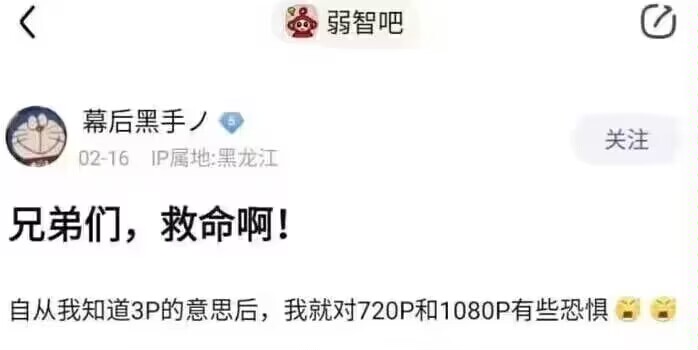 弱智吧
幕后黑手ノ 5
02-16 IP属地:黑龙江
关注
兄弟们，救命啊！
自从我知道3P的意思后，我就对720P和1080P有些恐惧